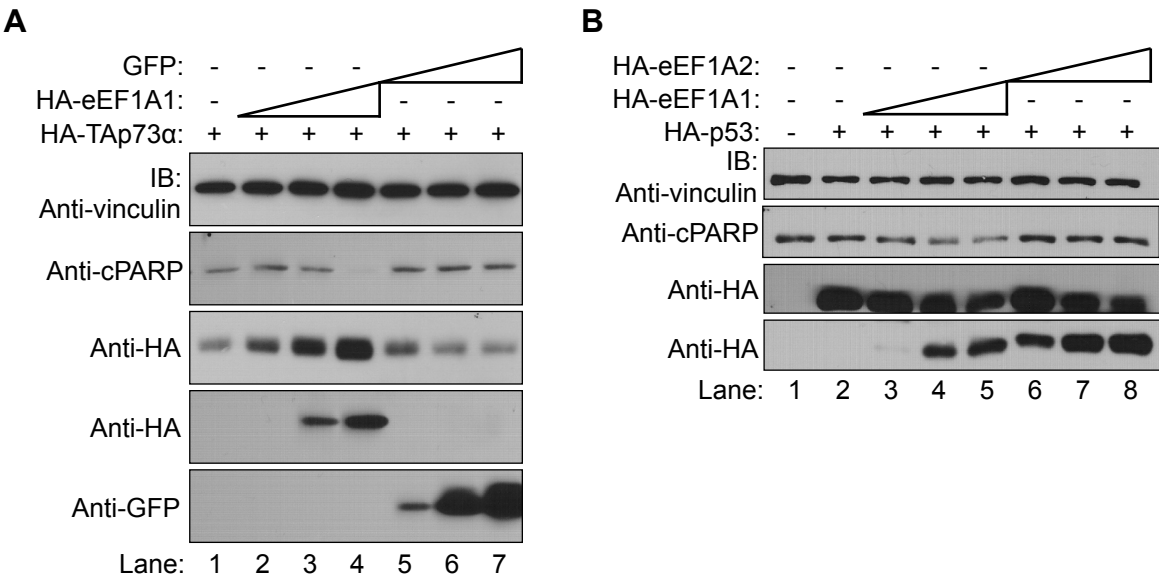 A
GFP: - - - -
HA-eEF1A1: - - - -
HA-TAp73α: + + + + + + +
IB:
Anti-vinculin
Anti-cPARP
Anti-HA
Anti-HA
Anti-GFP
Lane: 1 2 3 4 5 6 7
B
HA-eEF1A2: - - - - -
HA-eEF1A1: - - - - -
HA-p53: - + + + + + + +
IB:
Anti-vinculin
Anti-cPARP
Anti-HA
Anti-HA
Lane: 1 2 3 4 5 6 7 8